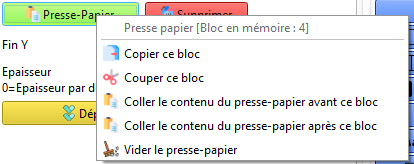 Presse-Papier
Supprimer
Presse papier [Bloc en mémoire : 4]
Fin Y
Copier ce bloc
Epaisseur
Couper ce bloc
0=Epaisseur par d
Coller le contenu du presse-papier avant ce bloc
Dép
Coller le contenu du presse-papier après ce bloc
Vider le presse-papier